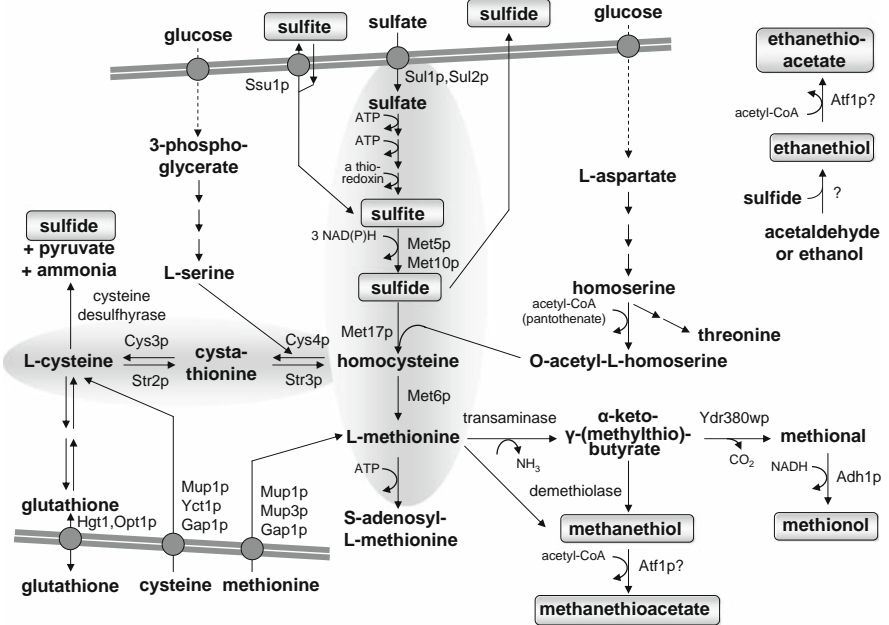 glucose
sulfite
sulfate
sulfide
glucose
ethanethio-
acetate
Ssu1p
Sul1p,Sul2p
sulfate
acetyl-CoA
Atf1p?
ATP
ATP
3-phospho-
glycerate
ethanethiol
a thio-
redoxin
L-aspartate
sulfide
?
sulfite
sulfide
+ pyruvate
+ ammonia
3 NAD(P)H
Met5p
Met10p
acetaldehyde
or ethanol
L-serine
sulfide
homoserine
cysteine
desulfhyrase
acetyl-CoA
(pantothenate)
threonine
Met17p
Cys3p
Cys4p
L-cysteine
cysta-
thionine
homocysteine
O-acetyl-L-homoserine
Str2p
Str3p
Met6p
L-methionine
transaminase
α-keto-
γ-(methylthio)-
butyrate
Ydr380wp
methional
NH3
CO2
ATP
NADH
Adh1p
demethiolase
glutathione
Mup1p
Yct1p
Gap1p
Mup1p
Mup3p
Gap1p
S-adenosyl-
L-methionine
methanethiol
methionol
Hgt1,Opt1p
acetyl-CoA
Atf1p?
glutathione
cysteine
methionine
methanethioacetate